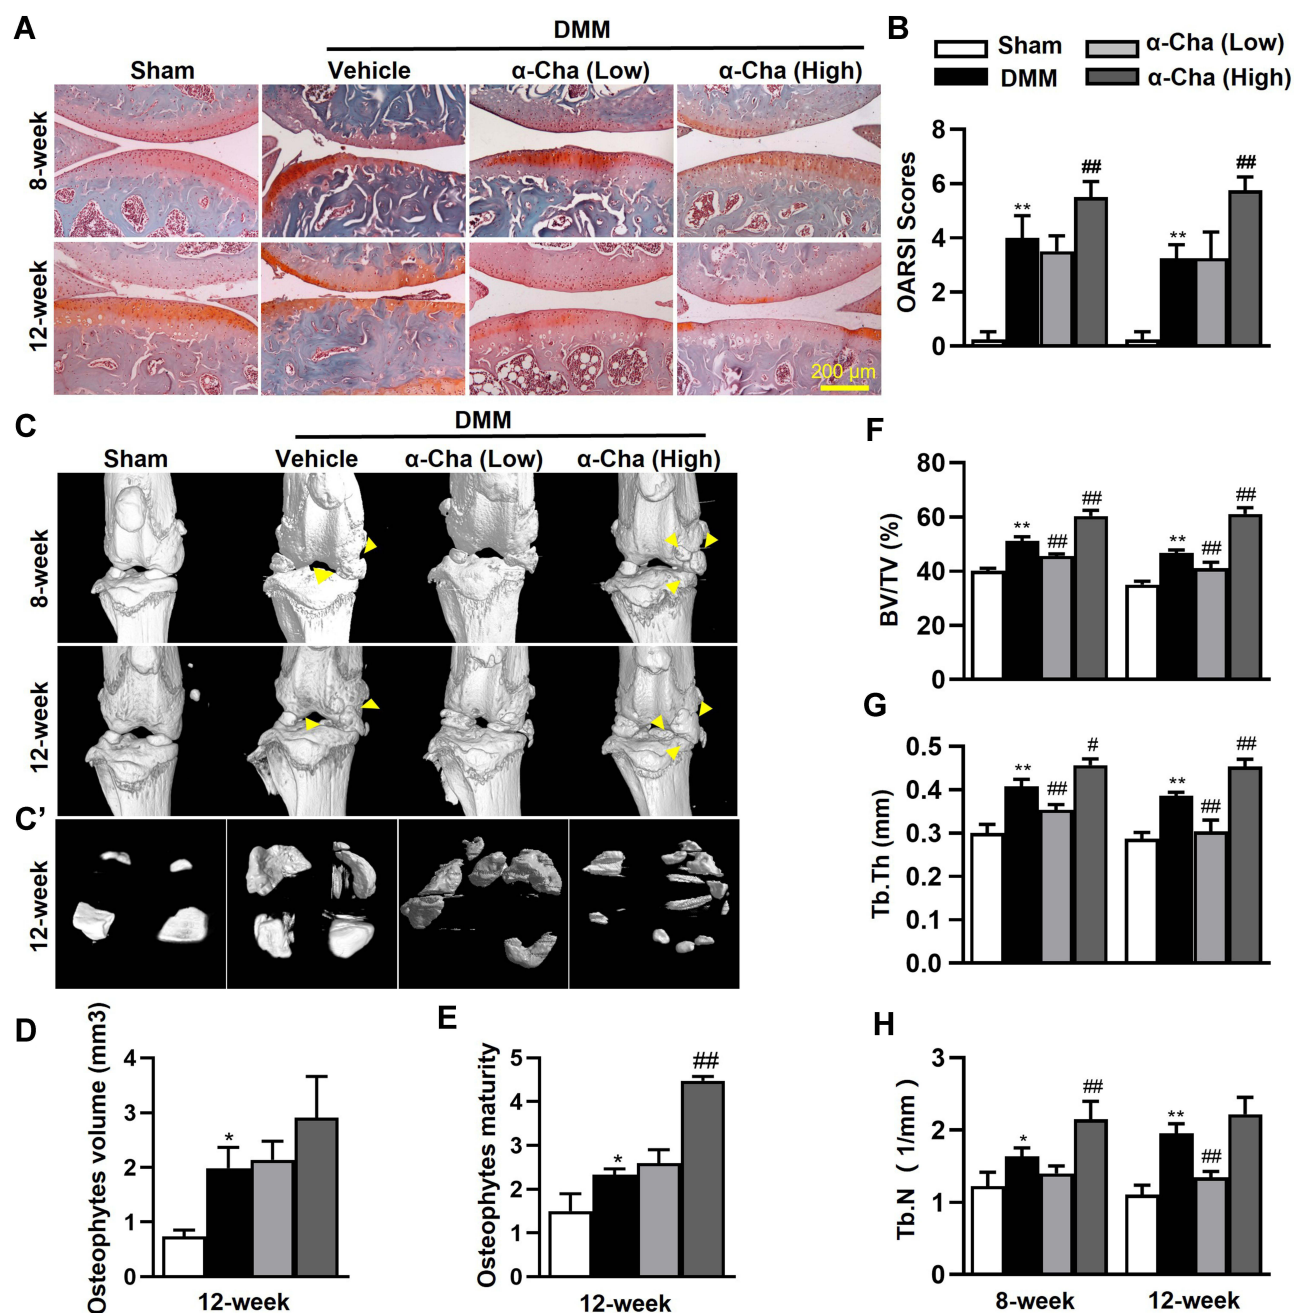 A
DMM
Sham
Vehicle
α-Cha (Low)
α-Cha (High)
8-week
12-week
200 μm
B
Sham
α-Cha (Low)
DMM
α-Cha (High)
OARSI Scores
8
6
4
2
0
**
##
**
##
C
DMM
Sham
Vehicle
α-Cha (Low)
α-Cha (High)
8-week
12-week
C’
12-week
D
Osteophytes volume (mm3)
4
3
2
1
0
*
12-week
E
Osteophytes maturity
5
4
3
2
1
0
*
##
12-week
F
BV/TV (%)
80
60
40
20
0
**
##
##
**
##
##
G
Tb.Th (mm)
0.5
0.4
0.3
0.2
0.1
0.0
**
##
#
**
##
##
H
Tb.N ( 1/mm )
3
2
1
0
*
##
**
##
8-week
12-week